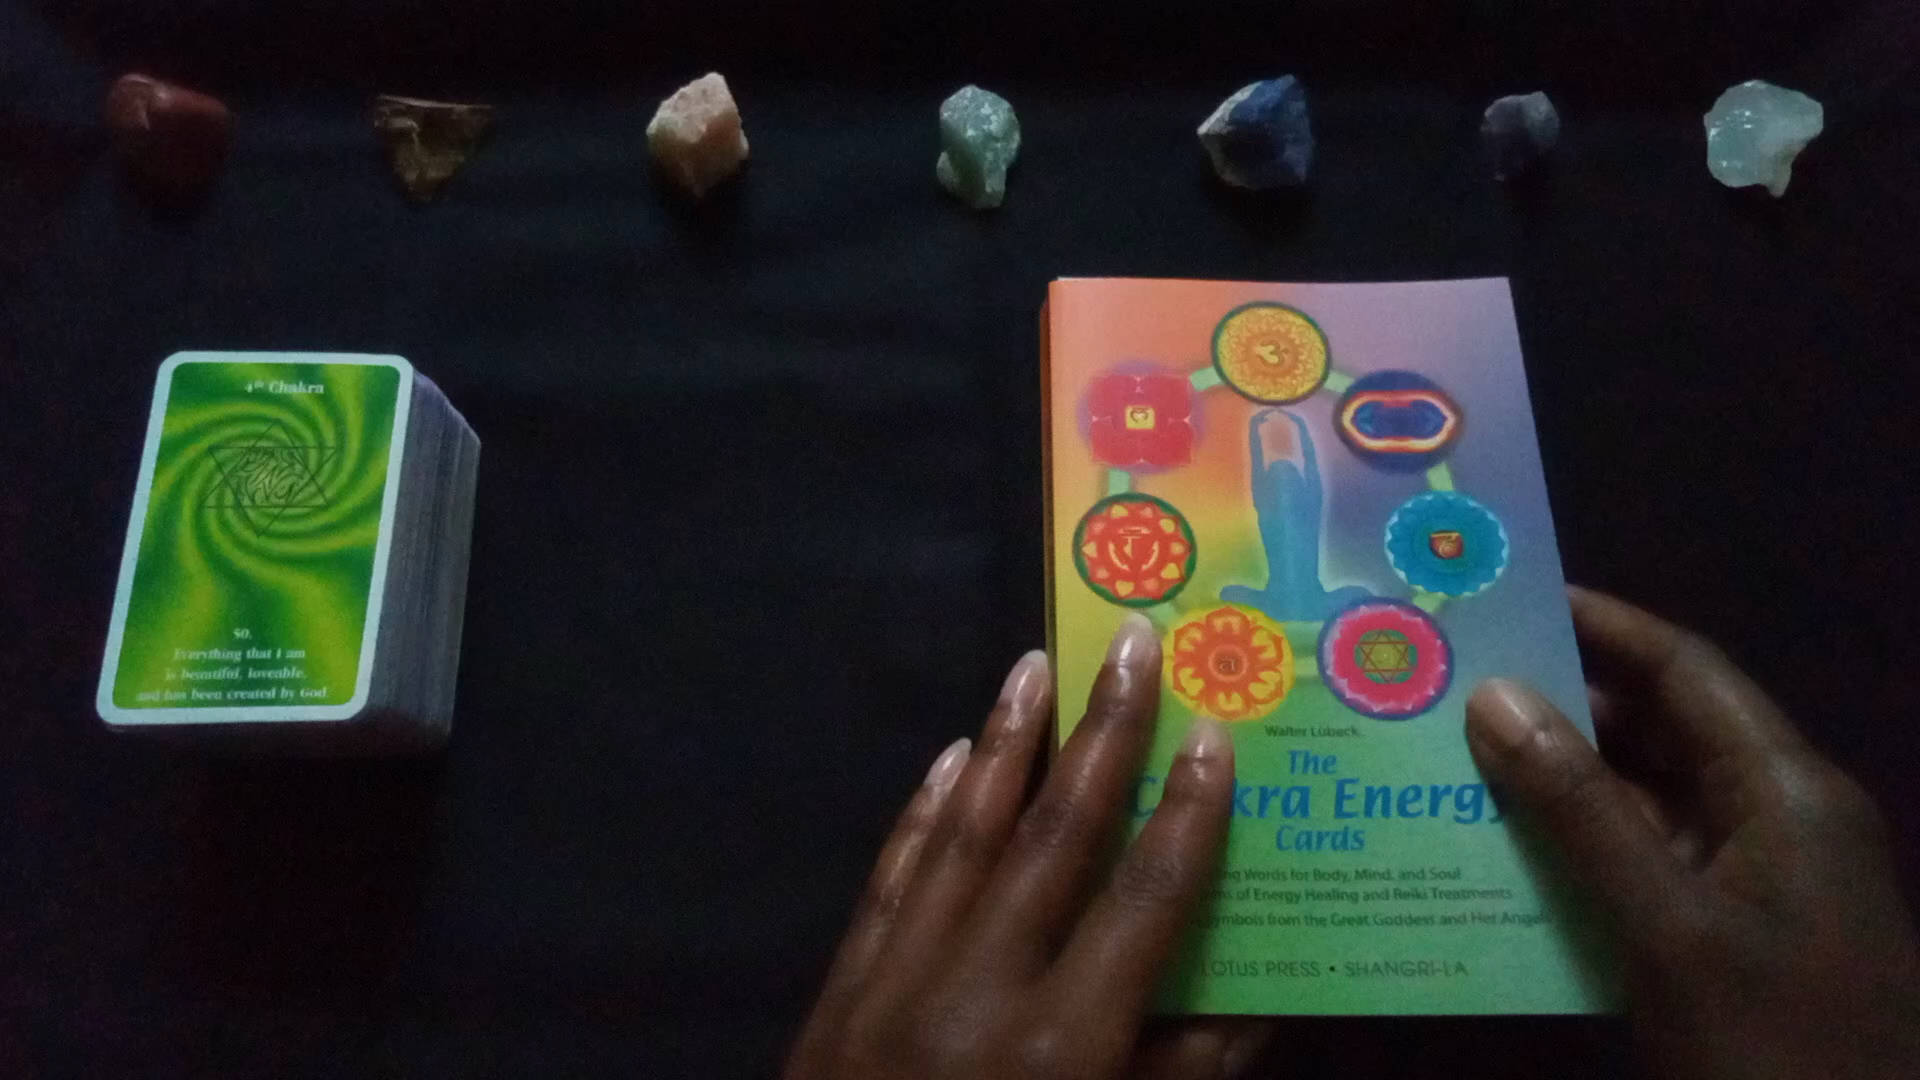 4th Chakra
50.
Everything that I am
is beautiful, loveable,
and has been created by God
Walter Lübeck
The
Chakra Energy
Cards
Words for Body, Mind, and Soul
of Energy Healing and Reiki Treatments
Symbols from the Great Goddess and Her Angels
LOTUS PRESS • SHANGRI-LA